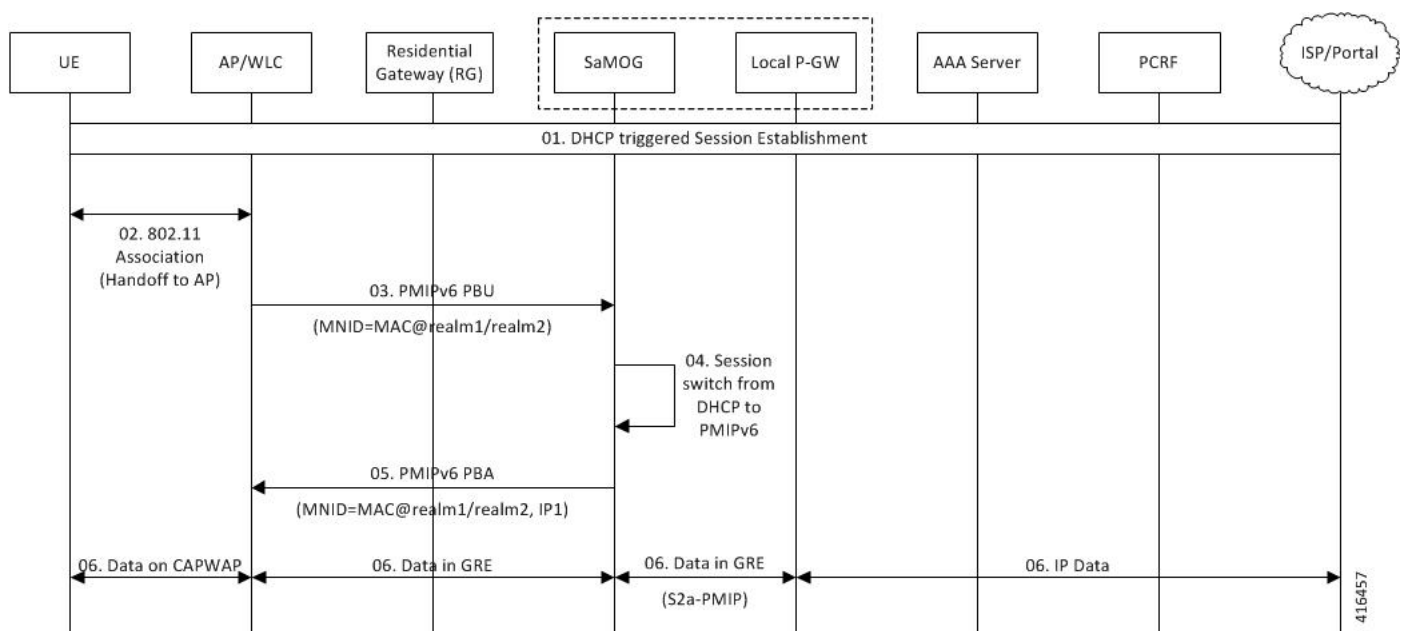 UE
AP/WLC
Residential
Gateway (RG)
SaMOG
Local P-GW
AAA Server
PCRF
ISP/Portal
01. DHCP triggered Session Establishment
02. 802.11
Association
(Handoff to AP)
03. PMIPv6 PBU
(MNID=MAC@realm1/realm2)
04. Session
switch from
DHCP to
PMIPv6
05. PMIPv6 PBA
(MNID=MAC@realm1/realm2, IP1)
06. Data on CAPWAP
06. Data in GRE
06. Data in GRE
(S2a-PMIP)
06. IP Data
416457